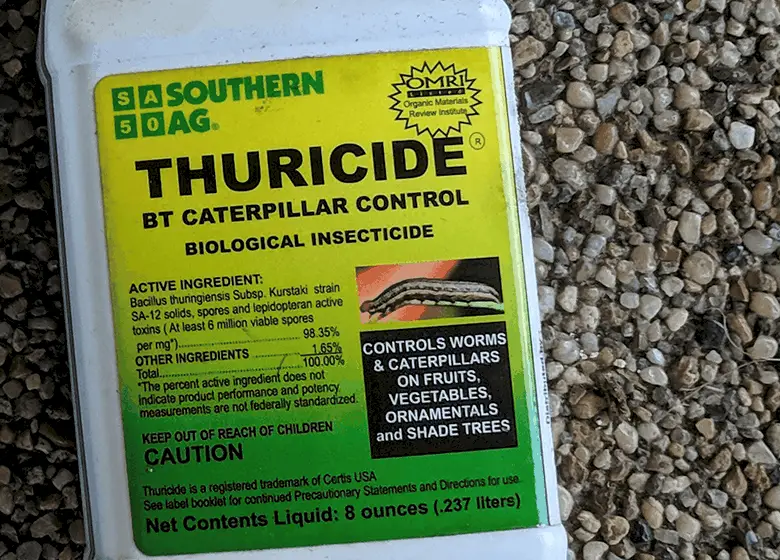 SA SOUTHERN
50 AG®
OMRI
Listed
Organic Materials
Review Institute
THURICIDE®
BT CATERPILLAR CONTROL
BIOLOGICAL INSECTICIDE
ACTIVE INGREDIENT:
Bacillus thuringiensis Subsp. Kurstaki strain
SA-12 solids, spores and lepidopteran active
toxins ( At least 6 million viable spores
per mg*)........................ 98.35%
OTHER INGREDIENTS ............... 1.65%
Total.............................. 100.00%
*The percent active ingredient does not
indicate product performance and potency
measurements are not federally standardized.
KEEP OUT OF REACH OF CHILDREN
CAUTION
CONTROLS WORMS
& CATERPILLARS
ON FRUITS,
VEGETABLES,
ORNAMENTALS
and SHADE TREES
Thuricide is a registered trademark of Certis USA
See label booklet for continued Precautionary Statements and Directions for use.
Net Contents Liquid: 8 ounces (.237 liters)